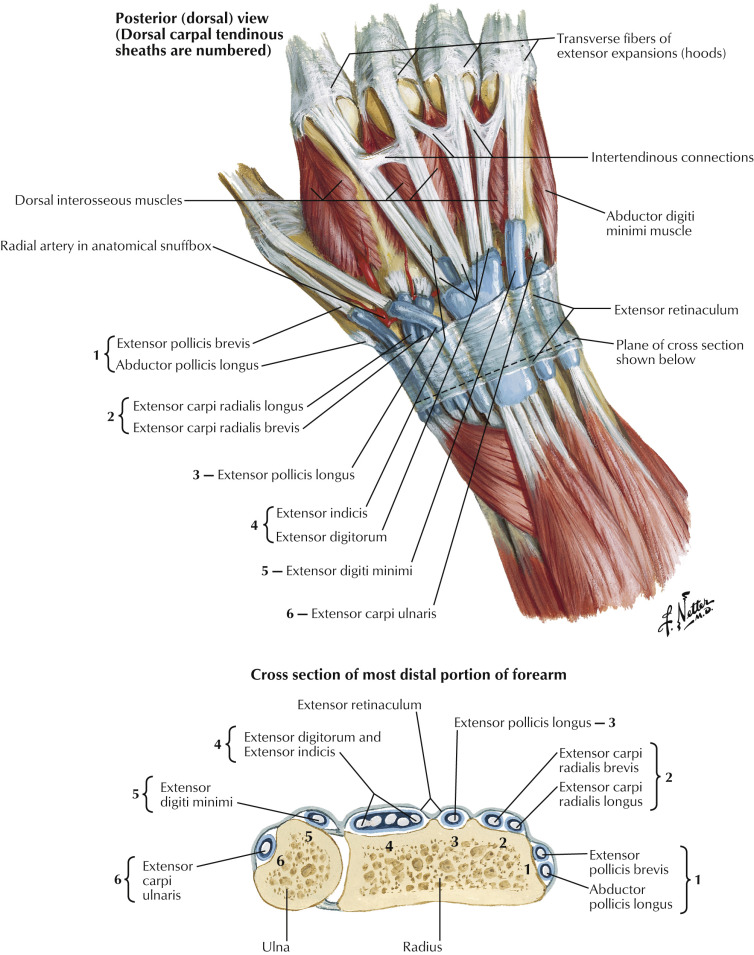 Posterior (dorsal) view
(Dorsal carpal tendinous
sheaths are numbered)
Transverse fibers of
extensor expansions (hoods)
Intertendinous connections
Dorsal interosseous muscles
Abductor digiti
minimi muscle
Radial artery in anatomical snuffbox
Extensor retinaculum
1
Extensor pollicis brevis
Abductor pollicis longus
Plane of cross section
shown below
2
Extensor carpi radialis longus
Extensor carpi radialis brevis
3 — Extensor pollicis longus
4
Extensor indicis
Extensor digitorum
5 — Extensor digiti minimi
6 — Extensor carpi ulnaris
F. Netter
M.D.
Cross section of most distal portion of forearm
Extensor retinaculum
Extensor pollicis longus — 3
4
Extensor digitorum and
Extensor indicis
Extensor carpi
radialis brevis
Extensor carpi
radialis longus
2
5
Extensor
digiti minimi
5
4
3
2
6
1
6
Extensor
carpi
ulnaris
Extensor
pollicis brevis
Abductor
pollicis longus
1
Ulna
Radius